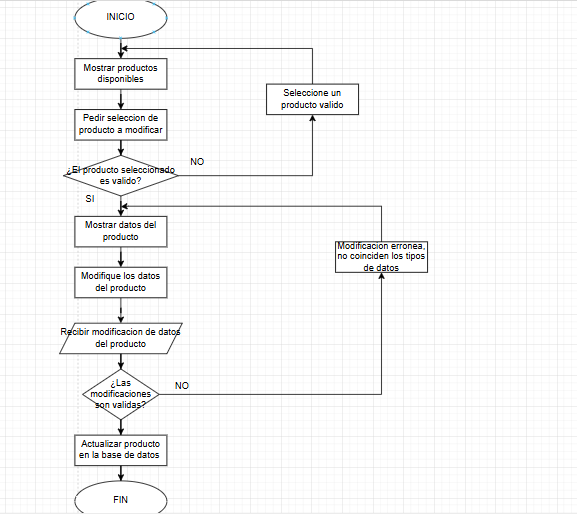 INICIO
Mostrar productos
disponibles
Seleccione un
producto valido
Pedir seleccion de
producto a modificar
NO
¿El producto seleccionado
es valido?
SI
Mostrar datos del
producto
Modificacion erronea,
no coinciden los tipos
de datos
Modifique los datos
del producto
Recibir modificacion de datos
del producto
¿Las
modificaciones
son validas?
NO
Actualizar producto
en la base de datos
FIN